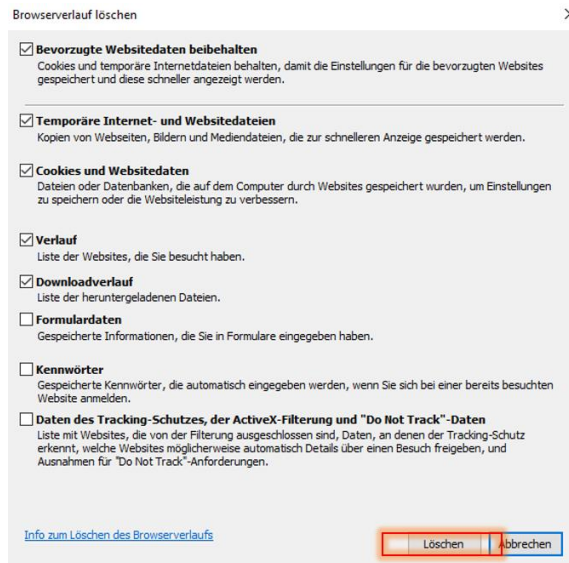 Browserverlauf löschen
Bevorzugte Websitedaten beibehalten
Cookies und temporäre Internetdateien behalten, damit die Einstellungen für die bevorzugten Websites
gespeichert und diese schneller angezeigt werden.
Temporäre Internet- und Websitedateien
Kopien von Webseiten, Bildern und Mediendateien, die zur schnelleren Anzeige gespeichert werden.
Cookies und Websitedaten
Dateien oder Datenbanken, die auf dem Computer durch Websites gespeichert wurden, um Einstellungen
zu speichern oder die Websiteleistung zu verbessern.
Verlauf
Liste der Websites, die Sie besucht haben.
Downloadverlauf
Liste der heruntergeladenen Dateien.
Formulardaten
Gespeicherte Informationen, die Sie in Formulare eingegeben haben.
Kennwörter
Gespeicherte Kennwörter, die automatisch eingegeben werden, wenn Sie sich bei einer bereits besuchten
Website anmelden.
Daten des Tracking-Schutzes, der ActiveX-Filterung und "Do Not Track"-Daten
Liste mit Websites, die von der Filterung ausgeschlossen sind, Daten, an denen der Tracking-Schutz
erkennt, welche Websites möglicherweise automatisch Details über einen Besuch freigeben, und
Ausnahmen für "Do Not Track"-Anforderungen.
Info zum Löschen des Browserverlaufs
Löschen Abbrechen